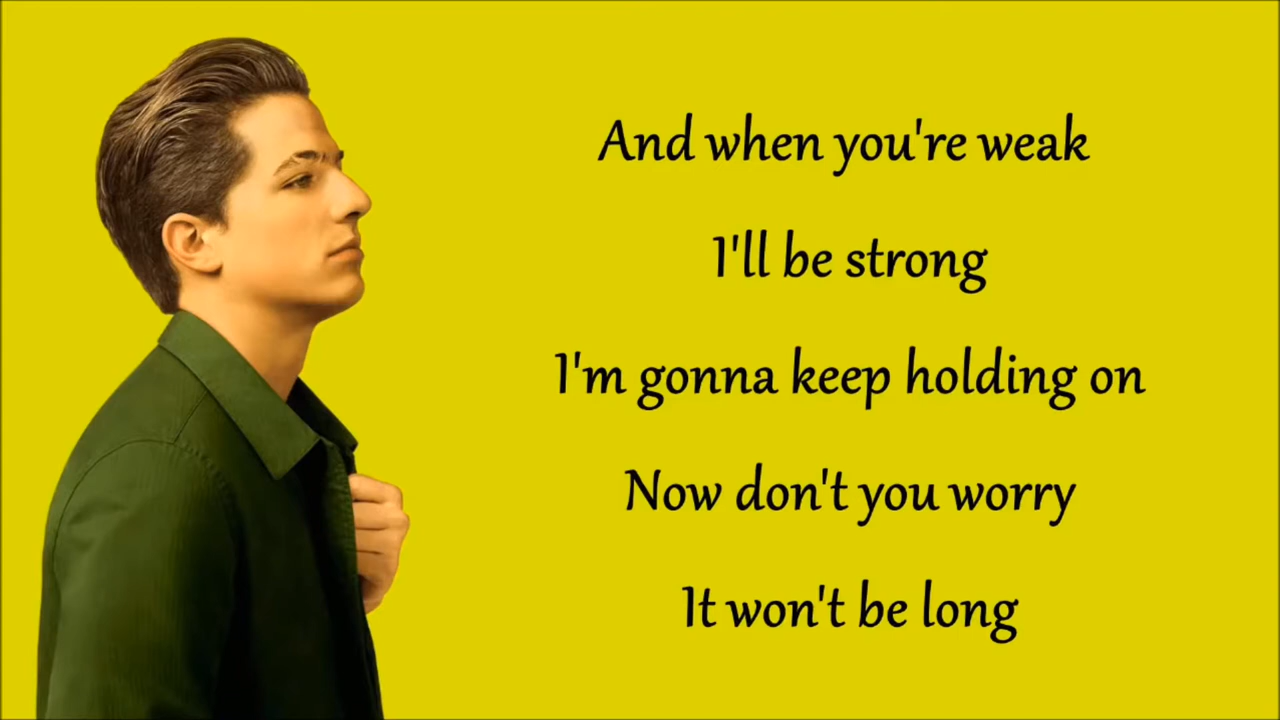 And when you're weak
I'll be strong
I'm gonna keep holding on
Now don't you worry
It won't be long